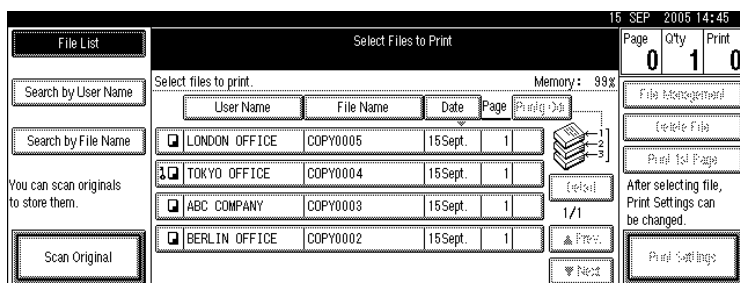 15 SEP 2005 14:45
File List
Select Files to Print
Page Q'ty Print
0 1 0
Select files to print.
Memory: 99%
Search by User Name
User Name File Name Date Page Prntg Odr
File Management
Search by File Name
LONDON OFFICE COPY0005 15Sept. 1
1
2
3
Delete File
TOKYO OFFICE COPY0004 15Sept. 1
Print 1st Page
You can scan originals
to store them.
ABC COMPANY COPY0003 15Sept. 1
Detail
1/1
After selecting file,
Print Settings can
be changed.
BERLIN OFFICE COPY0002 15Sept. 1
▲ Prev.
Scan Original
▼ Next
Print Settings